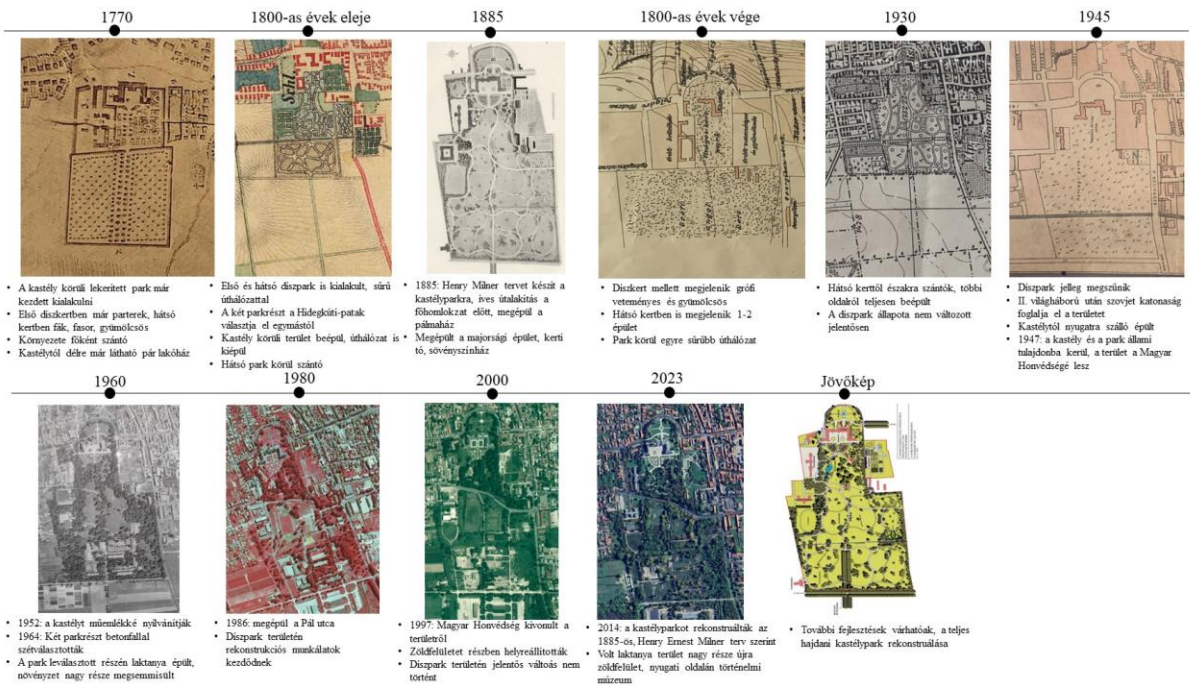 1770
1800-as évek eleje
1885
1800-as évek vége
1930
1945
• A kastély körüli lekerített park már
kezdett kialakulni
• Első díszkertben már parterek, hátsó
kertben fák, fasor, gyümölcsös
• Környezete főként szántó
• Kastélytól délre már látható pár lakóház
• Első és hátsó díszpark is kialakult, sűrű
úthálózattal
• A két parkrészt a Hidegkúti-patak
választja el egymástól
• Kastély körüli terület beépül, úthálózat is
kiépül
• Hátsó park körül szántó
• 1885: Henry Milner tervet készít a
kastélyparkra, íves útalakítás a
főhomlokzat előtt, megépül a
pálmaház
• Megépült a majorsági épület, kerti
tó, sövényszínház
• Díszkert mellett megjelenik grófi
veteményes és gyümölcsös
• Hátsó kertben is megjelenik 1-2
épület
• Park körül egyre sűrűbb úthálózat
• Hátsó kerttől északra szántók, többi
oldalról teljesen beépült
• A díszpark állapota nem változott
jelentősen
• Díszpark jelleg megszűnik
• II. világháború után szovjet katonaság
foglalja el a területet
• Kastélytól nyugatra szálló épült
• 1947: a kastély és a park állami
tulajdonba kerül, a terület a Magyar
Honvédségé lesz
1960
1980
2000
2023
Jövőkép
• 1952: a kastélyt műemlékké nyilvánítják
• 1964: Két parkrészt betonfallal
szétválasztották
• A park leválasztott részén laktanya épült,
növényzet nagy része megsemmisült
• 1986: megépül a Pál utca
• Díszpark területén
rekonstrukciós munkálatok
kezdődnek
• 1997: Magyar Honvédség kivonult a
területről
• Zöldfelületet részben helyreállították
• Díszpark területén jelentős változás nem
történt
• 2014: a kastélyparkot rekonstruálták az
1885-ös, Henry Ernest Milner terv szerint
• Volt laktanya terület nagy része újra
zöldfelület, nyugati oldalán történelmi
múzeum
• További fejlesztések várhatóak, a teljes
hajdani kastélypark rekonstruálása